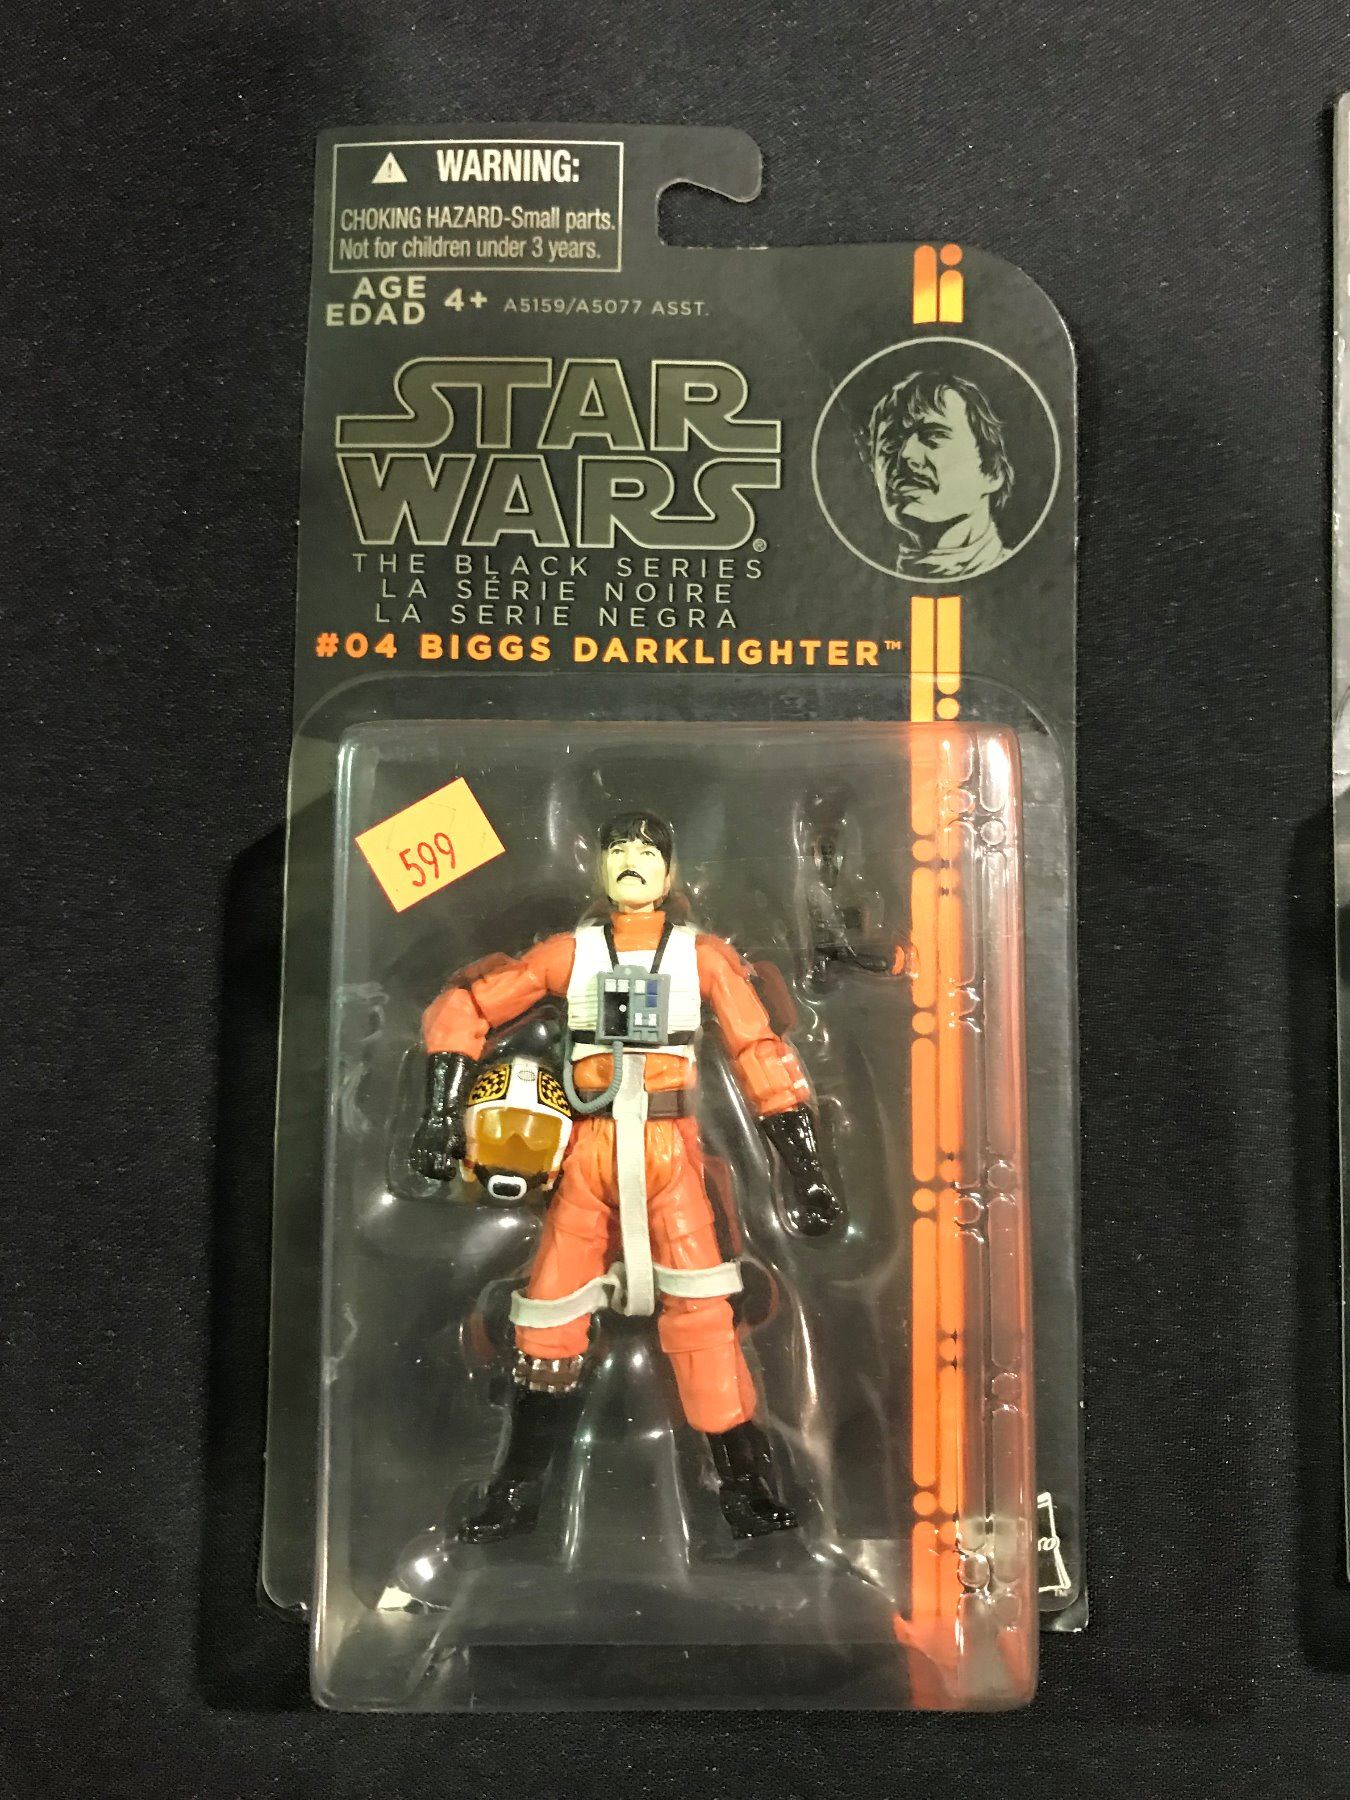 WARNING:
CHOKING HAZARD-Small parts.
Not for children under 3 years.
AGE
EDAD 4+ A5159/A5077 ASST.
STAR
WARS®
THE BLACK SERIES
LA SÉRIE NOIRE
LA SERIE NEGRA
#04 BIGGS DARKLIGHTER™
599